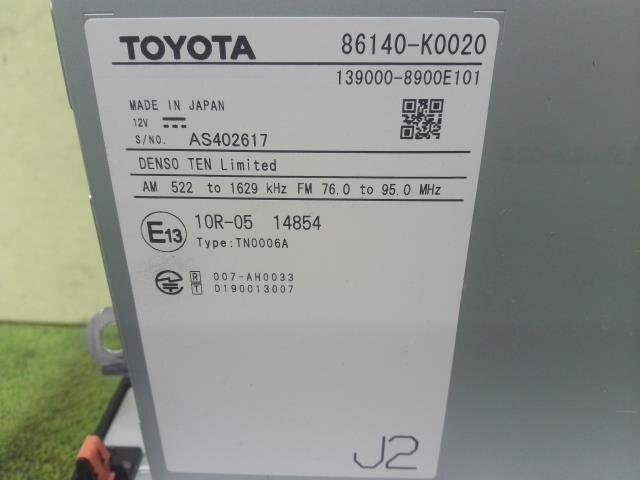 TOYOTA 86140-K0020
139000-8900E101
MADE IN JAPAN
12V
S/NO. AS402617
DENSO TEN Limited
AM 522 to 1629 kHz FM 76.0 to 95.0 MHz
E13 10R-05 14854
Type:TN0006A
R 007-AH0033
T D190013007
J2